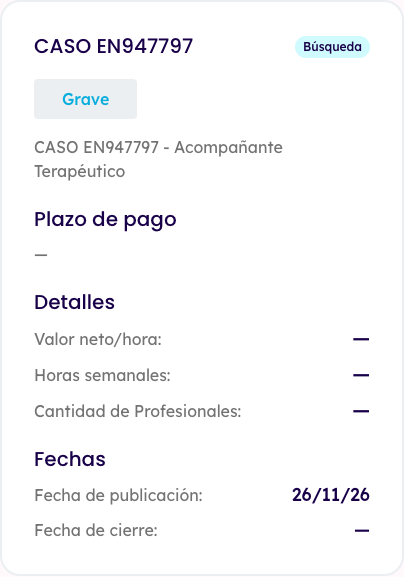 CASO EN947797
Búsqueda
Grave
CASO EN947797 - Acompañante
Terapéutico
Plazo de pago
—
Detalles
Valor neto/hora: —
Horas semanales: —
Cantidad de Profesionales: —
Fechas
Fecha de publicación: 26/11/26
Fecha de cierre: —